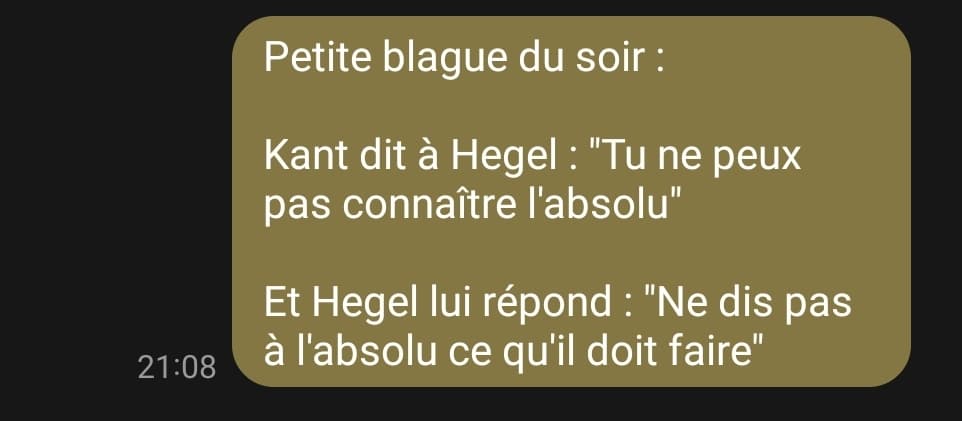 Petite blague du soir :
Kant dit à Hegel : "Tu ne peux
pas connaître l'absolu"
Et Hegel lui répond : "Ne dis pas
à l'absolu ce qu'il doit faire"
21:08